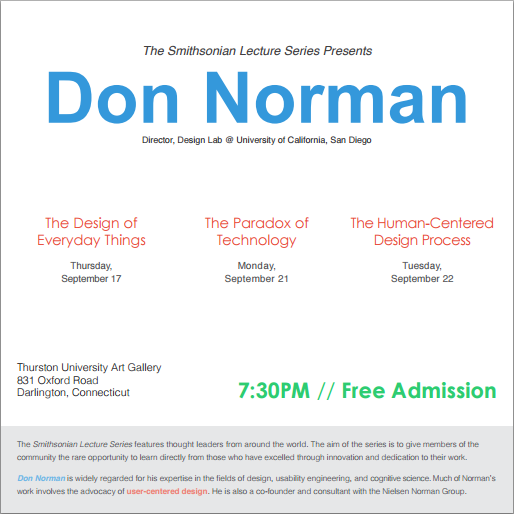 The Smithsonian Lecture Series Presents
Don Norman
Director, Design Lab @ University of California, San Diego
The Design of
Everyday Things
Thursday,
September 17
The Paradox of
Technology
Monday,
September 21
The Human-Centered
Design Process
Tuesday,
September 22
Thurston University Art Gallery
831 Oxford Road
Darlington, Connecticut
7:30PM // Free Admission
The Smithsonian Lecture Series features thought leaders from around the world. The aim of the series is to give members of the
community the rare opportunity to learn directly from those who have excelled through innovation and dedication to their work.
Don Norman is widely regarded for his expertise in the fields of design, usability engineering, and cognitive science. Much of Norman's
work involves the advocacy of user-centered design. He is also a co-founder and consultant with the Nielsen Norman Group.